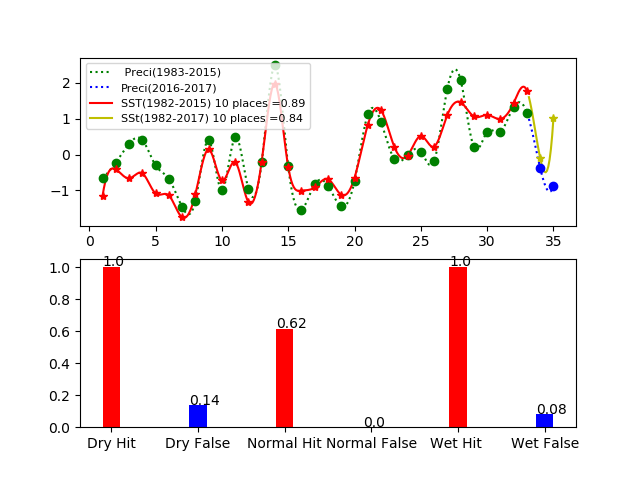 Preci(1983-2015)
Preci(2016-2017)
SST(1982-2015) 10 places =0.89
SSt(1982-2017) 10 places =0.84
2
1
0
−1
0 5 10 15 20 25 30 35
1.0
0.8
0.6
0.4
0.2
0.0
1.0 0.14 0.62 0.0 1.0 0.08
Dry Hit Dry False Normal Hit Normal False Wet Hit Wet False